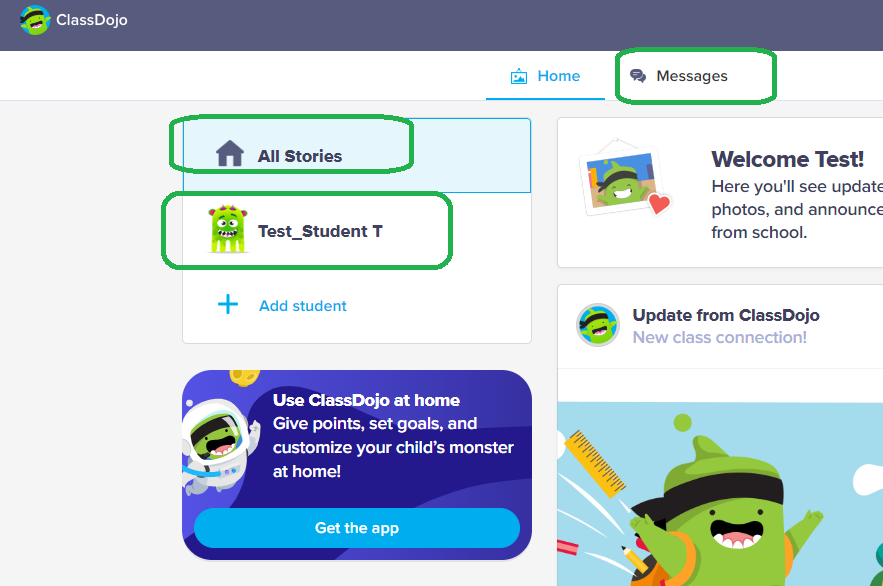 ClassDojo
Home
Messages
All Stories
Test_Student T
Add student
Use ClassDojo at home
Give points, set goals, and
customize your child's monster
at home!
Get the app
Welcome Test!
Here you'll see update
photos, and announce
from school.
Update from ClassDojo
New class connection!